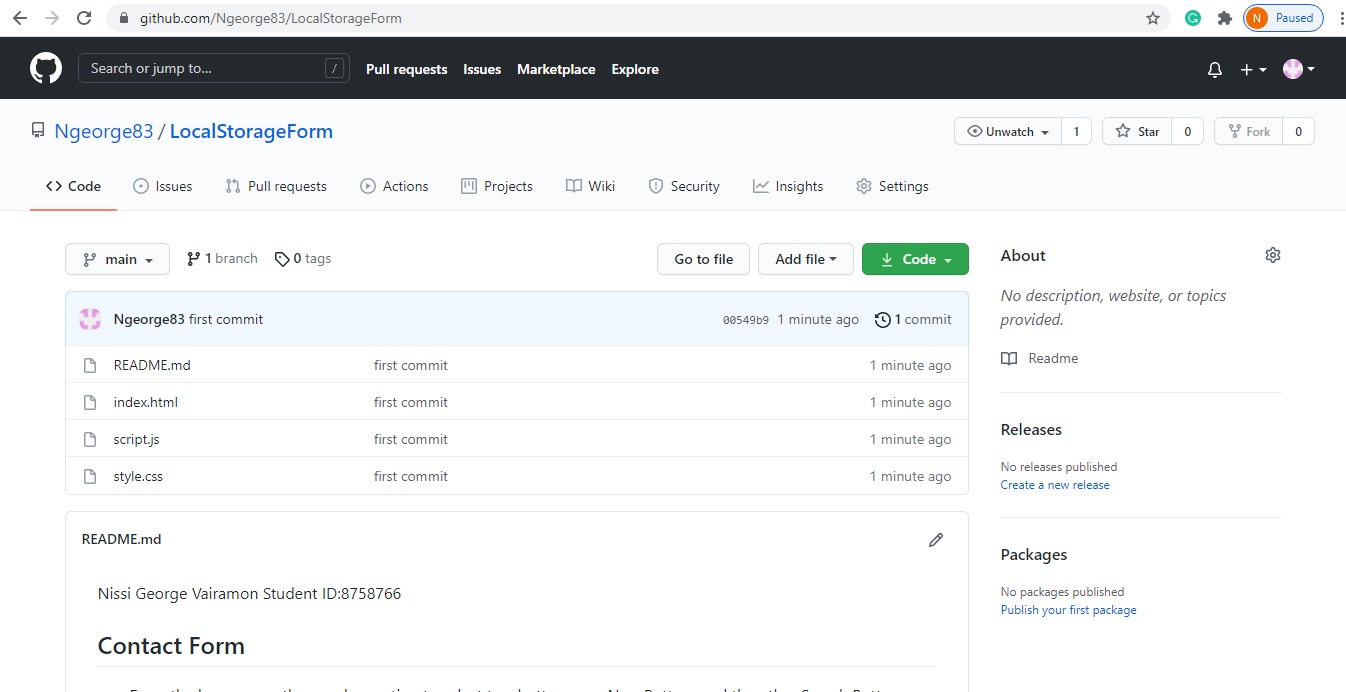 github.com/Ngeorge83/LocalStorageForm
N Paused
Search or jump to... /
Pull requests Issues Marketplace Explore
Ngeorge83 / LocalStorageForm
Unwatch 1 Star 0 Fork 0
Code Issues Pull requests Actions Projects Wiki Security Insights Settings
main 1 branch 0 tags Go to file Add file Code
Ngeorge83 first commit 00549b9 1 minute ago 1 commit
README.md first commit 1 minute ago
index.html first commit 1 minute ago
script.js first commit 1 minute ago
style.css first commit 1 minute ago
README.md
Nissi George Vairamon Student ID:8758766
Contact Form
About
No description, website, or topics
provided.
Readme
Releases
No releases published
Create a new release
Packages
No packages published
Publish your first package